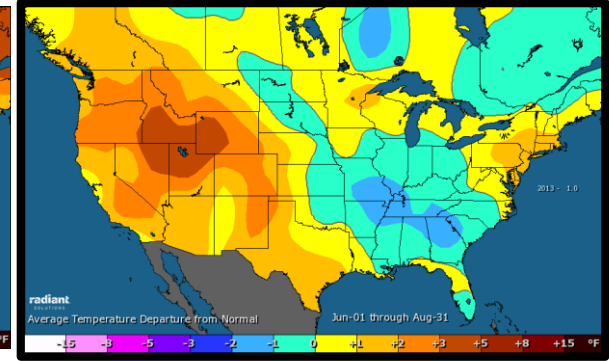 2013 - 1.0
radiant
SOLUTIONS
Average Temperature Departure from Normal
Jun-01 through Aug-31
°F
-15 -8 -5 -3 -2 -1 0 +1 +2 +3 +5 +8 +15 °F